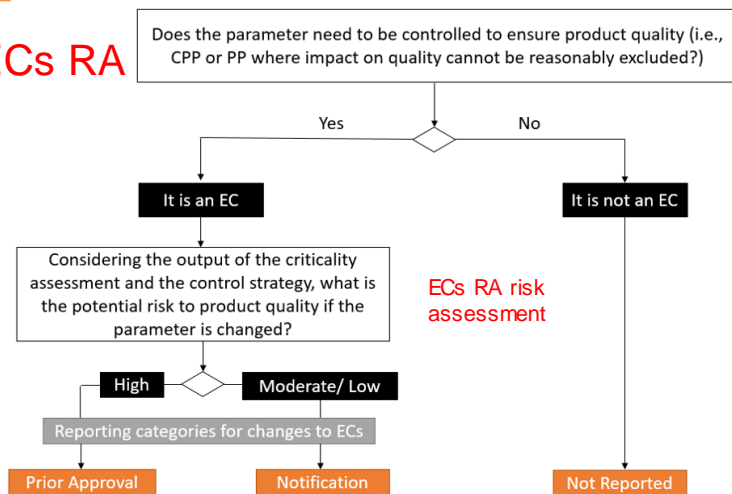 ECs RA
Does the parameter need to be controlled to ensure product quality (i.e.,
CPP or PP where impact on quality cannot be reasonably excluded?)
Yes
No
It is an EC
It is not an EC
Considering the output of the criticality
assessment and the control strategy, what is
the potential risk to product quality if the
parameter is changed?
ECs RA risk
assessment
High
Moderate/ Low
Reporting categories for changes to ECs
Prior Approval
Notification
Not Reported